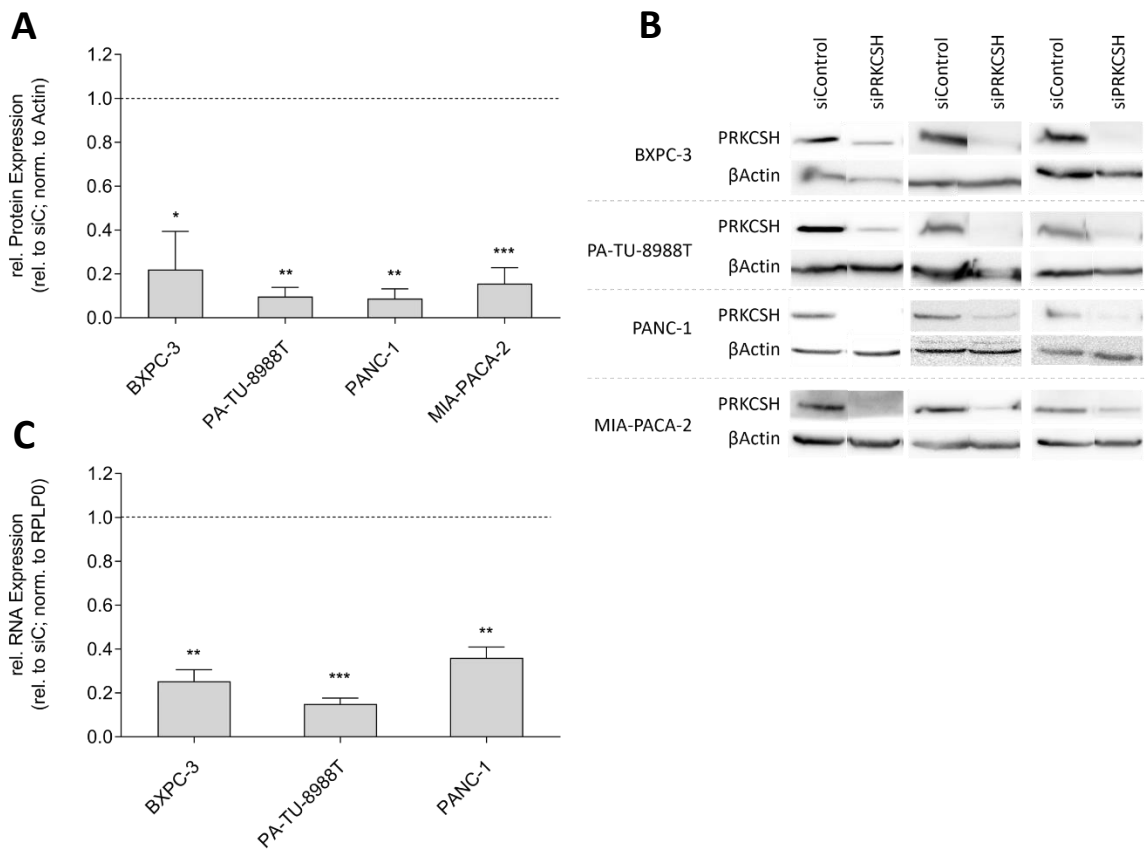 A
rel. Protein Expression
(rel. to siC; norm. to Actin)
1.2
1.0
0.8
0.6
0.4
0.2
0.0
*
**
**
***
BXPC-3
PA-TU-8988T
PANC-1
MIA-PACA-2
B
siControl
siPRKCSH
siControl
siPRKCSH
siControl
siPRKCSH
BXPC-3
PRKCSH
βActin
PA-TU-8988T
PRKCSH
βActin
PANC-1
PRKCSH
βActin
MIA-PACA-2
PRKCSH
βActin
C
rel. RNA Expression
(rel. to siC; norm. to RPLP0)
1.2
1.0
0.8
0.6
0.4
0.2
0.0
**
***
**
BXPC-3
PA-TU-8988T
PANC-1